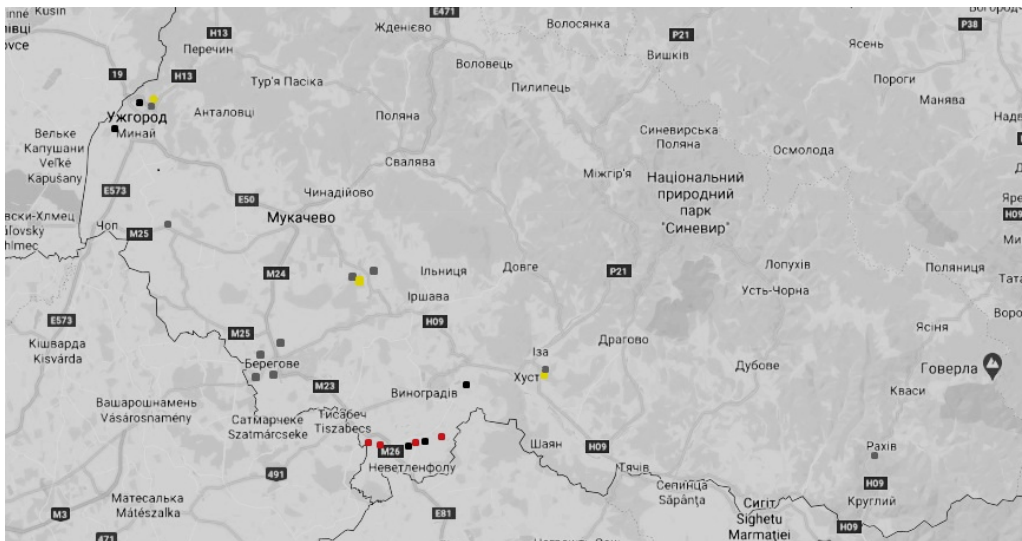 Kusin
E471
Жденієво
Волосянка
P38
H13
Перечин
P21
Вишків
Ясень
19
H13
Тур'я Пасіка
Воловець
Пилипець
Пороги
Манява
Анталовці
Ужгород
Минай
Поляна
Синевирська
Поляна
Осмолода
Вельке
Капушани
Veľké
Kapušany
Свалява
Міжгір'я
Національний
природний
парк
"Синевир"
E573
E50
Чинадійово
Мукачево
Чоп
M25
M24
Ільниця
Довге
P21
Лопухів
Усть-Чорна
Поляниця
Іршава
E573
H09
Ясіня
Кішварда
Kisvárda
M25
Берегове
Іза
Драгово
Дубове
Говерла
Хуст
Кваси
M23
Виноградів
Вашарошнамень
Vásárosnamény
Сатмарчеке
Szatmárcseke
Тисабеч
Tiszabecs
Шаян
H09
Рахів
M26
Неветленфолу
491
Тячів
Сепинца
Săpânța
H09
Круглий
Матесалька
Mátészalka
M3
E81
Сигіт
Sighetu
Marmației
H09
471